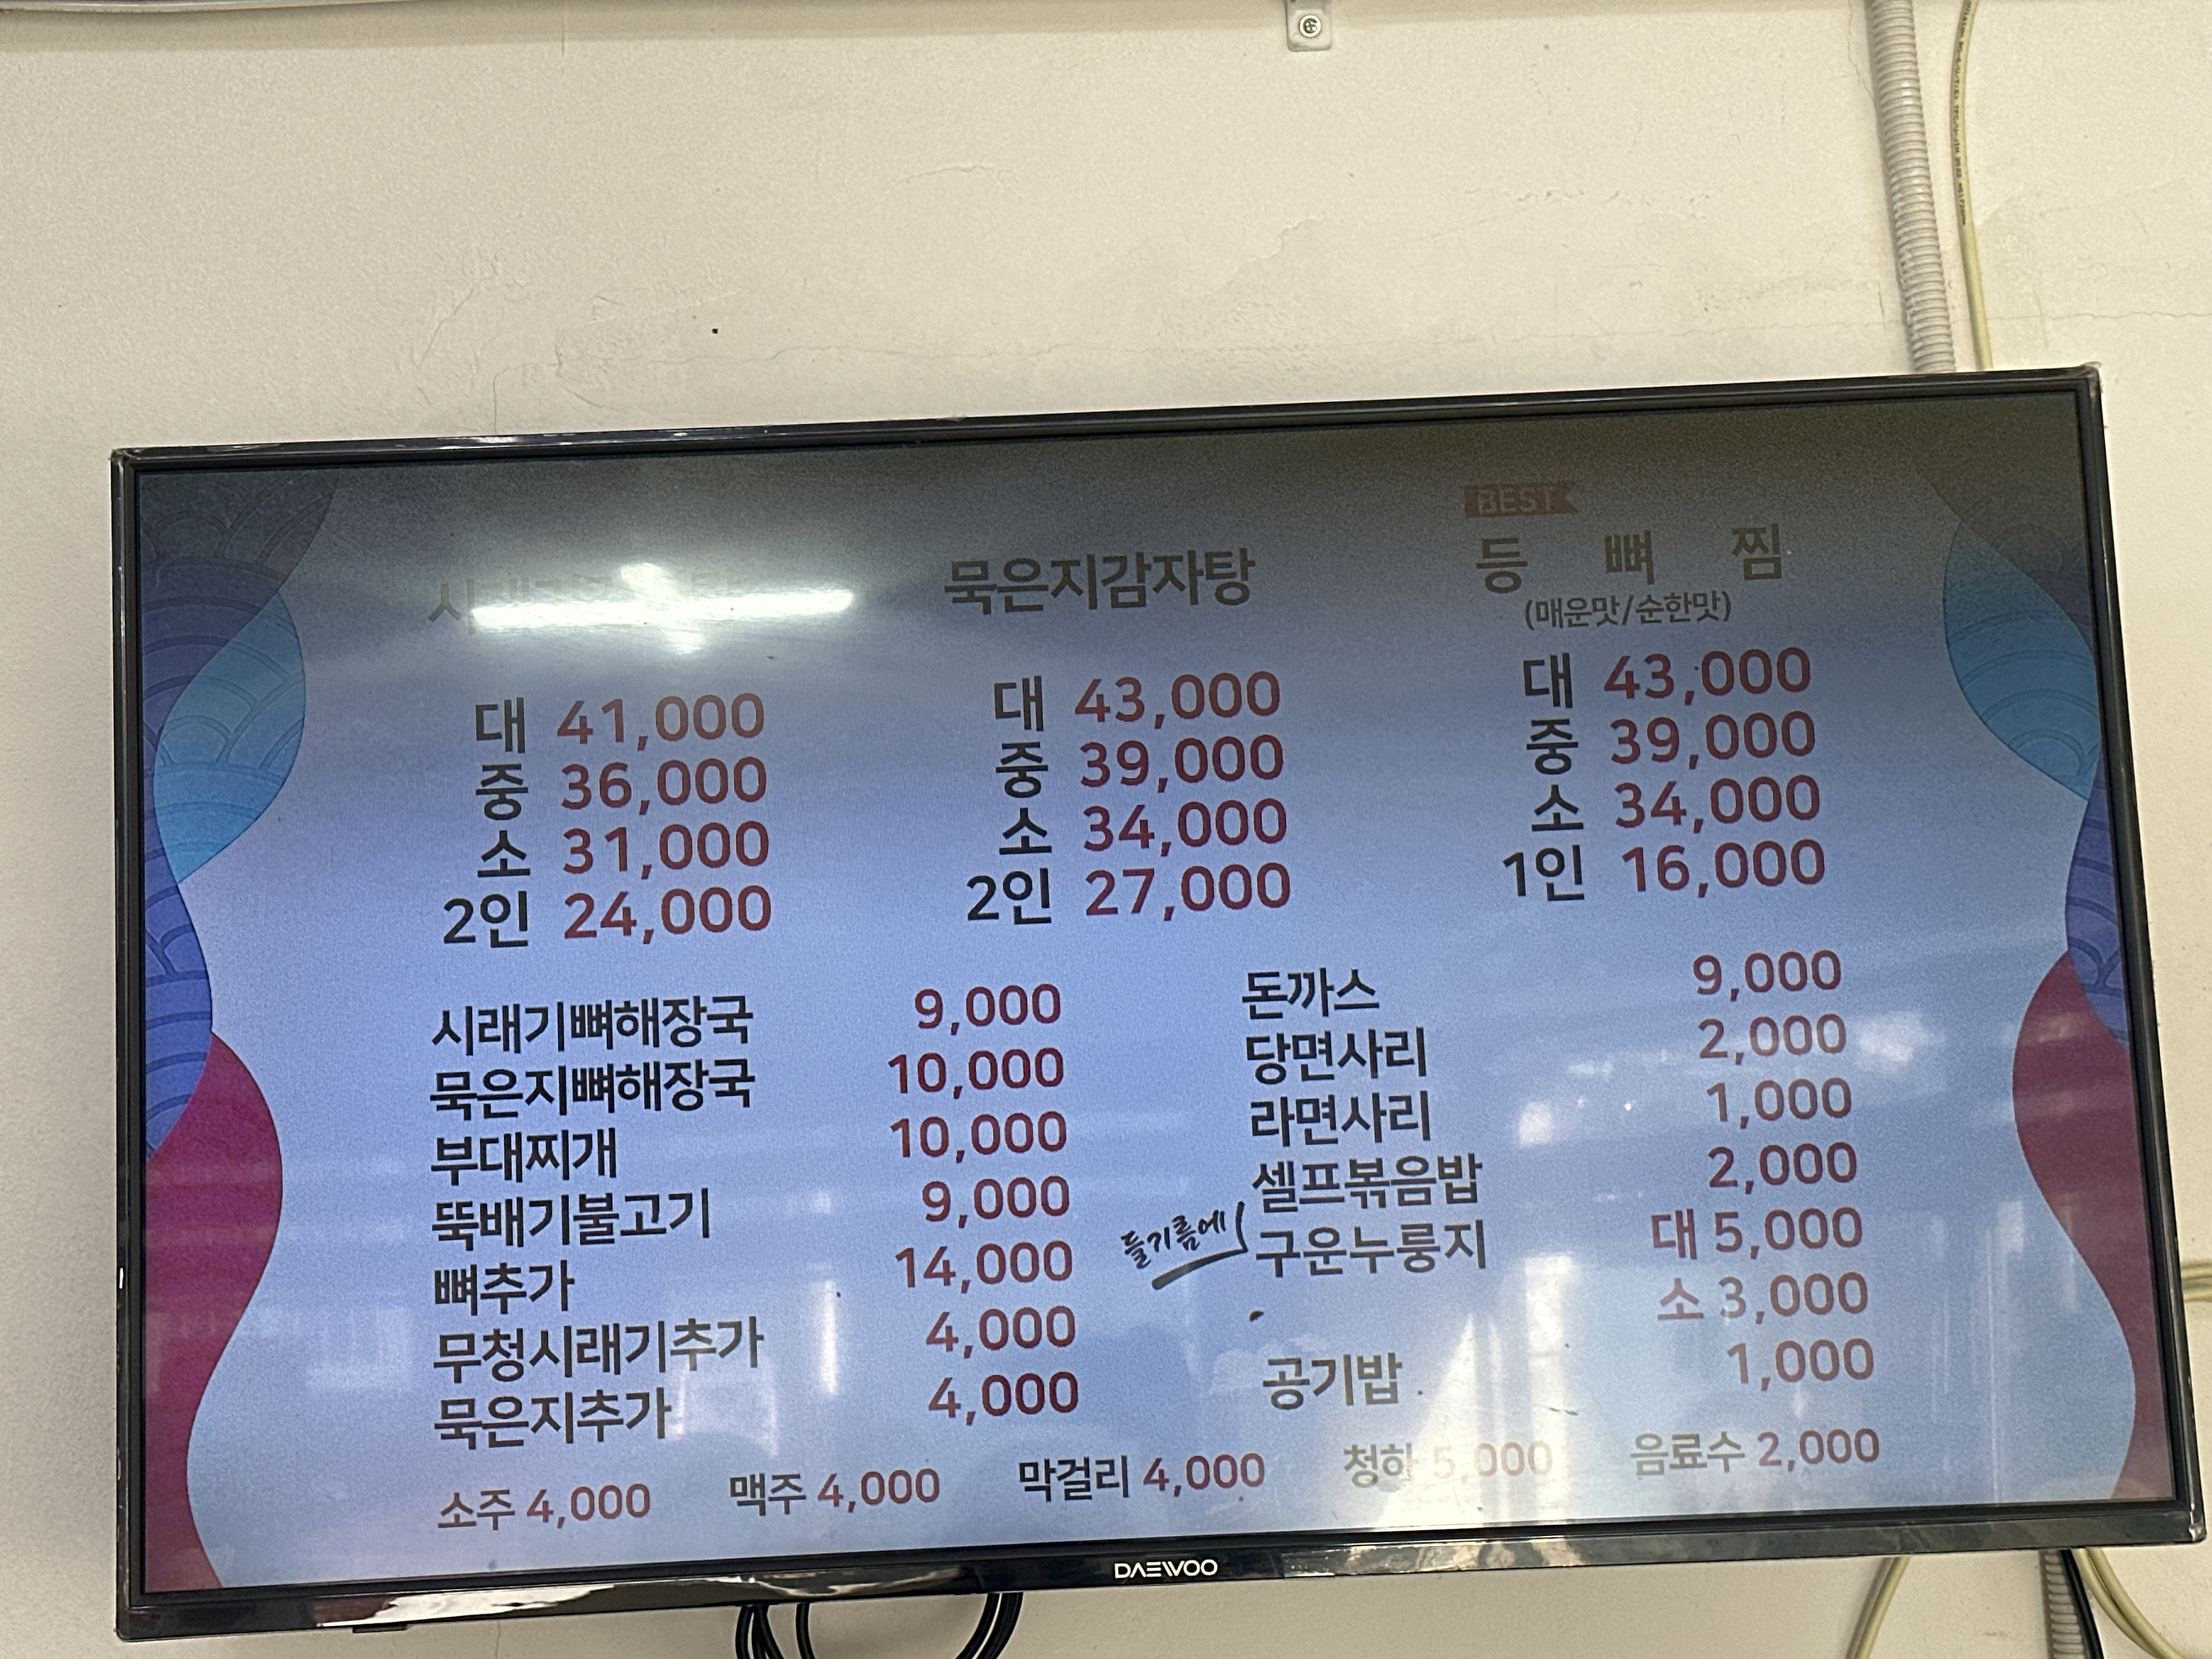 BEST
묵은지감자탕
등 뼈 찜
(매운맛/순한맛)
대 41,000
중 36,000
소 31,000
2인 24,000
대 43,000
중 39,000
소 34,000
2인 27,000
대 43,000
중 39,000
소 34,000
1인 16,000
시래기뼈해장국 9,000
묵은지뼈해장국 10,000
부대찌개 10,000
뚝배기불고기 9,000
뼈추가 14,000
무청시래기추가 4,000
묵은지추가 4,000
돈까스 9,000
당면사리 2,000
라면사리 1,000
셀프볶음밥 2,000
들기름에 구운누룽지 대 5,000
소 3,000
공기밥 1,000
소주 4,000 맥주 4,000 막걸리 4,000 청하 5,000 음료수 2,000
DAEWOO